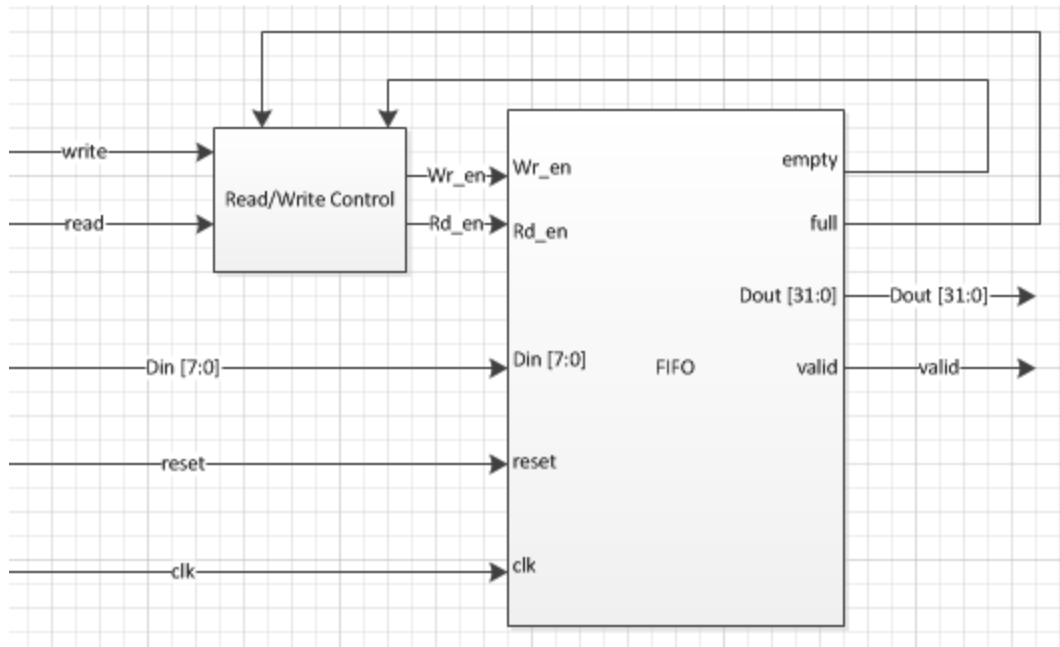 write
read
Read/Write Control
Wr_en
Rd_en
Wr_en
Rd_en
empty
full
Dout [31:0]
Dout [31:0]
Din [7:0]
Din [7:0]
FIFO
valid
valid
reset
reset
clk
clk